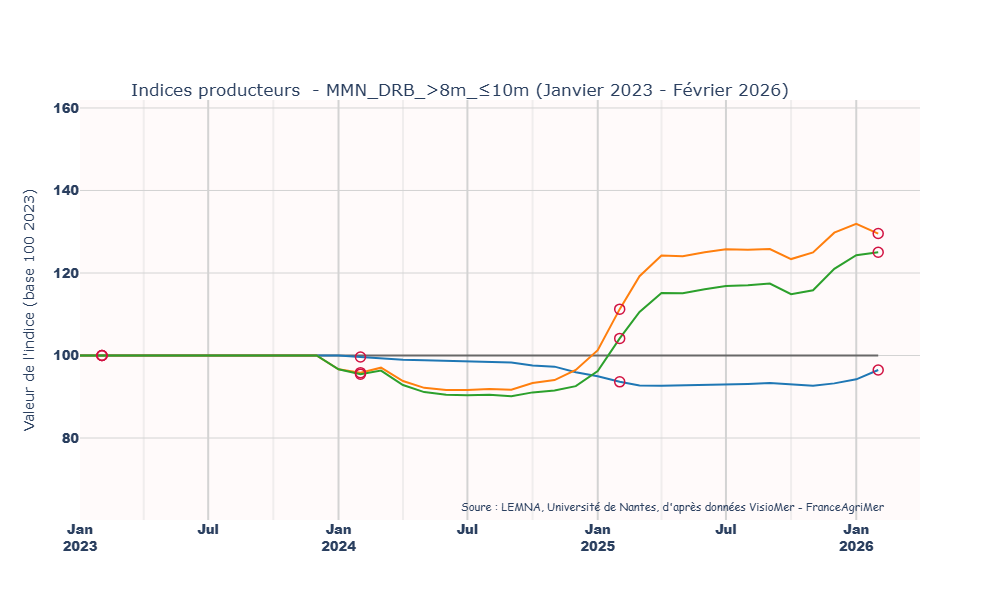 Indices producteurs - MMN_DRB_>8m_≤10m (Janvier 2023 - Février 2026)
Valeur de l'indice (base 100 2023)
160
140
120
100
80
Soure : LEMNA, Université de Nantes, d'après données VisioMer - FranceAgriMer
Jan Jul Jan Jul Jan Jul Jan
2023 2024 2025 2026